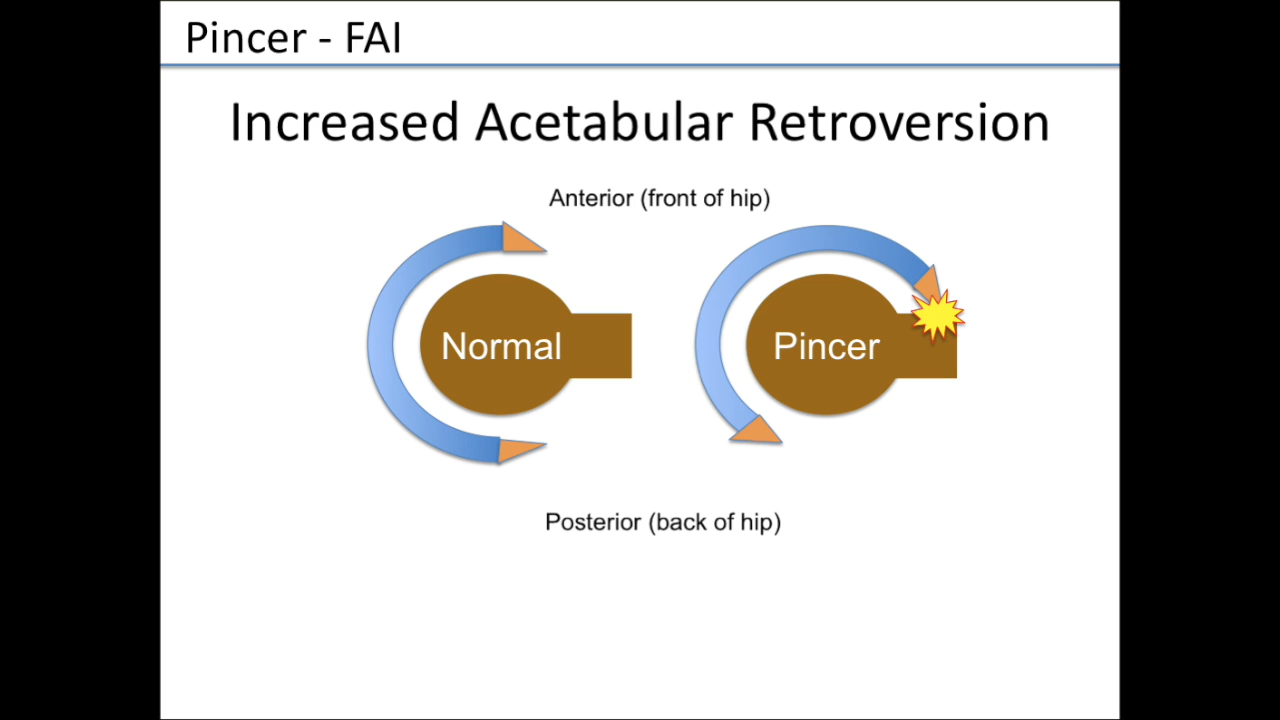 Pincer - FAI
Increased Acetabular Retroversion
Anterior (front of hip)
Normal
Pincer
Posterior (back of hip)